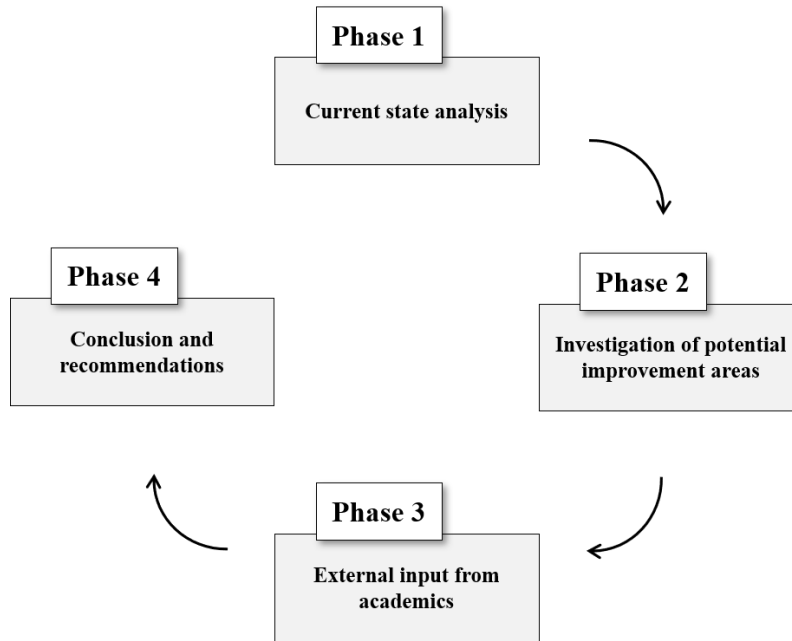 Phase 1
Current state analysis
Phase 2
Investigation of potential
improvement areas
Phase 3
External input from
academics
Phase 4
Conclusion and
recommendations